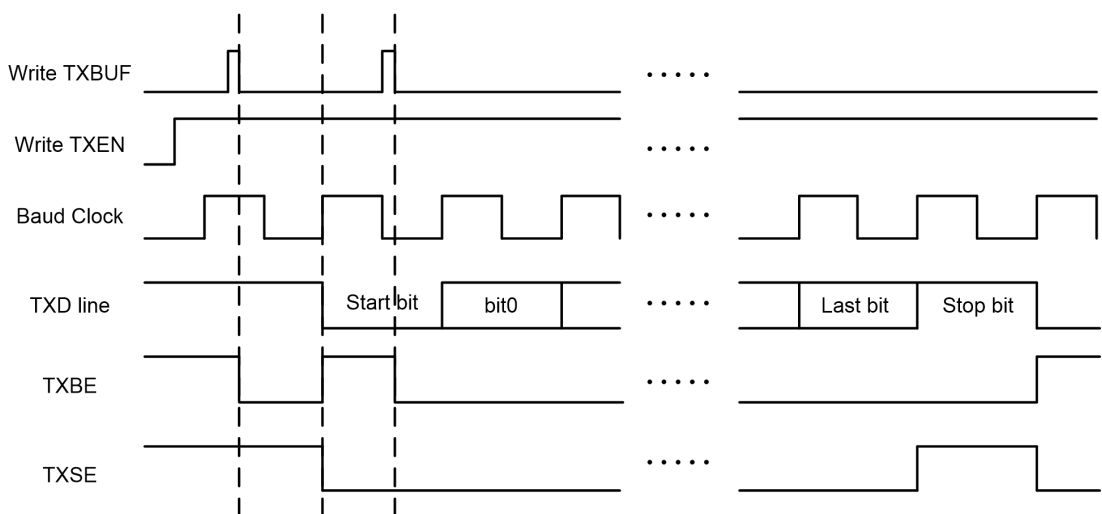 Write TXBUF
.....
Write TXEN
.....
Baud Clock
.....
TXD line
Start bit
bit0
.....
Last bit
Stop bit
TXBE
.....
TXSE
.....